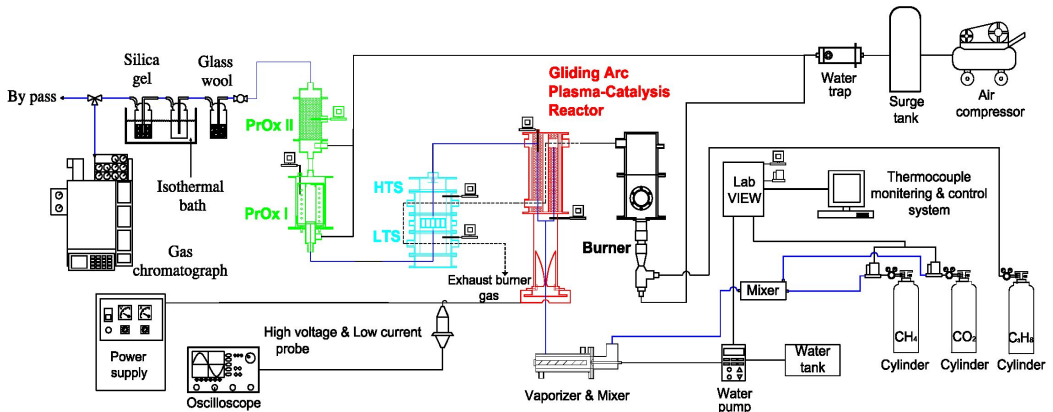 Silica
gel
Glass
wool
By pass
PrOx II
PrOx I
Isothermal
bath
Gas
chromatograph
HTS
LTS
Gliding Arc
Plasma-Catalysis
Reactor
Burner
Exhaust burner
gas
Water
trap
Surge
tank
Air
compressor
Lab
VIEW
Thermocouple
monitering & control
system
Mixer
CH₄
Cylinder
CO₂
Cylinder
C₃H₈
Cylinder
Power
supply
High voltage & Low current
probe
Oscilloscope
Vaporizer & Mixer
Water
pump
Water
tank